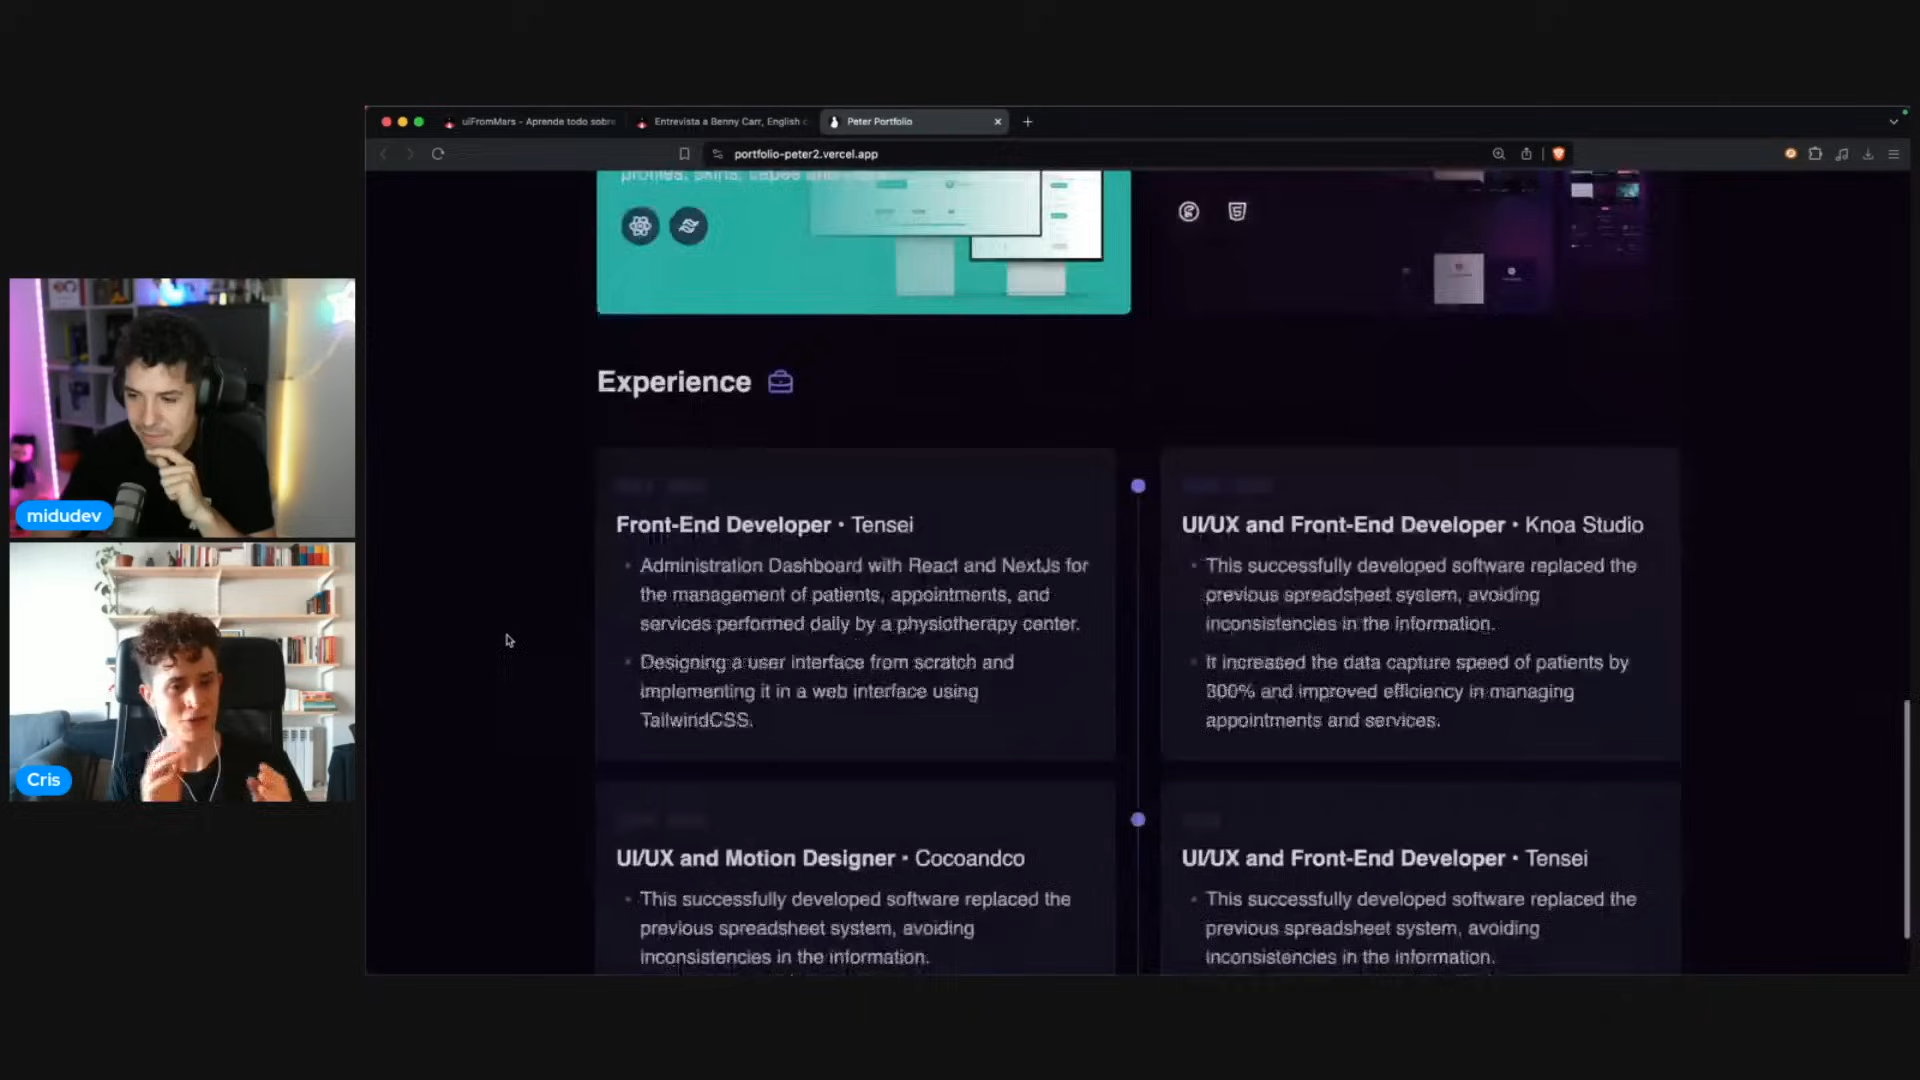 uiFromMars - Aprende todo sobre
Entrevista a Benny Carr, English
Peter Portfolio
portfolio-peter2.vercel.app
profiles, skins, capes and
Experience
Front-End Developer • Tensei
• Administration Dashboard with React and NextJs for
the management of patients, appointments, and
services performed daily by a physiotherapy center.
• Designing a user interface from scratch and
implementing it in a web interface using
TailwindCSS.
UI/UX and Front-End Developer • Knoa Studio
• This successfully developed software replaced the
previous spreadsheet system, avoiding
inconsistencies in the information.
• It increased the data capture speed of patients by
300% and improved efficiency in managing
appointments and services.
UI/UX and Motion Designer • Cocoandco
• This successfully developed software replaced the
previous spreadsheet system, avoiding
inconsistencies in the information.
UI/UX and Front-End Developer • Tensei
• This successfully developed software replaced the
previous spreadsheet system, avoiding
inconsistencies in the information.
midudev
Cris